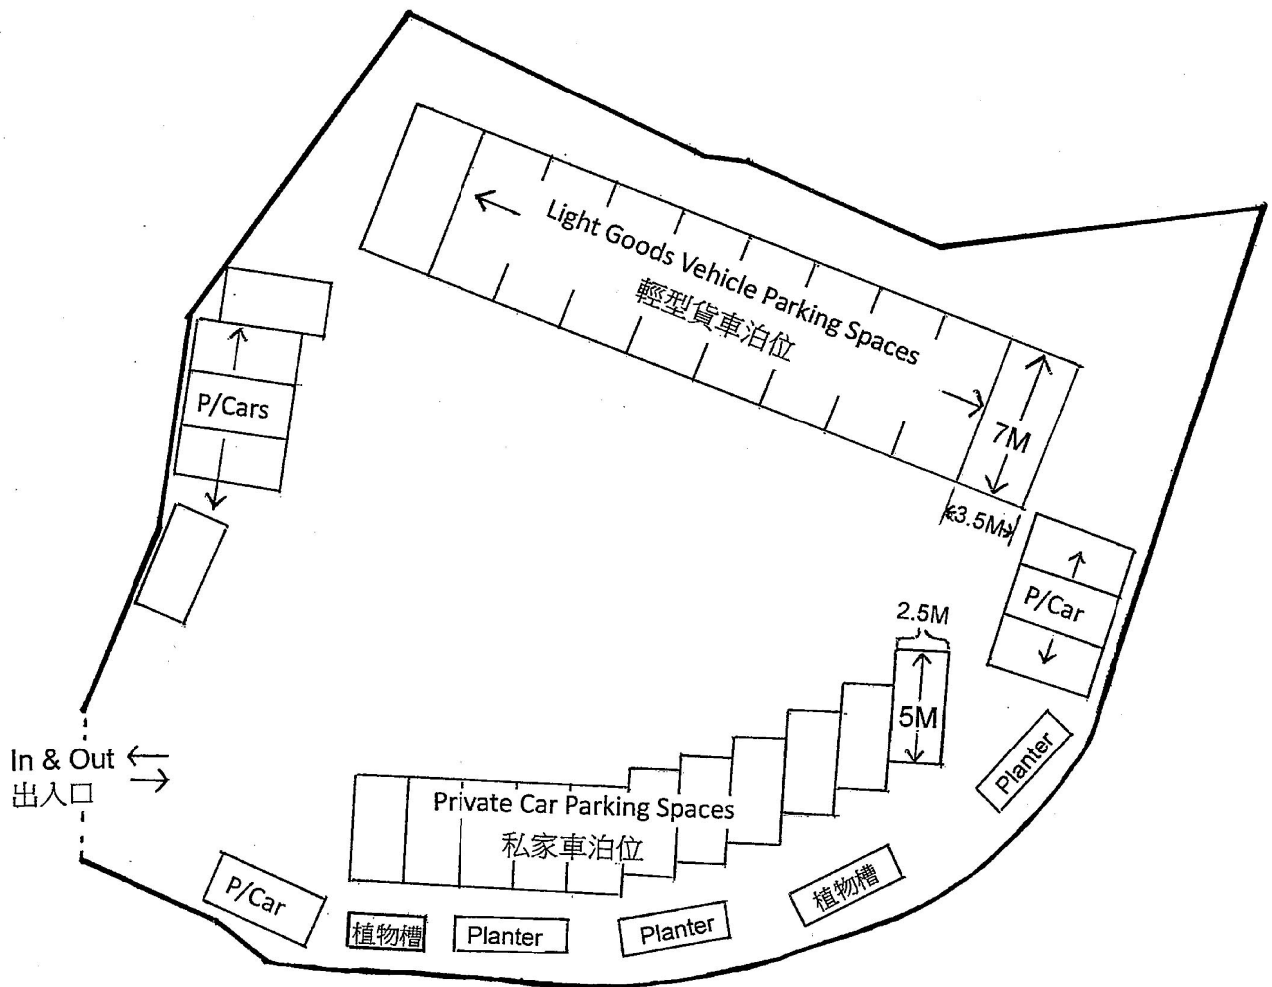 Light Goods Vehicle Parking Spaces
輕型貨車泊位
P/Cars
7M
3.5M
P/Car
2.5M
5M
In & Out
出入口
Private Car Parking Spaces
私家車泊位
Planter
P/Car
植物槽
Planter
Planter
植物槽